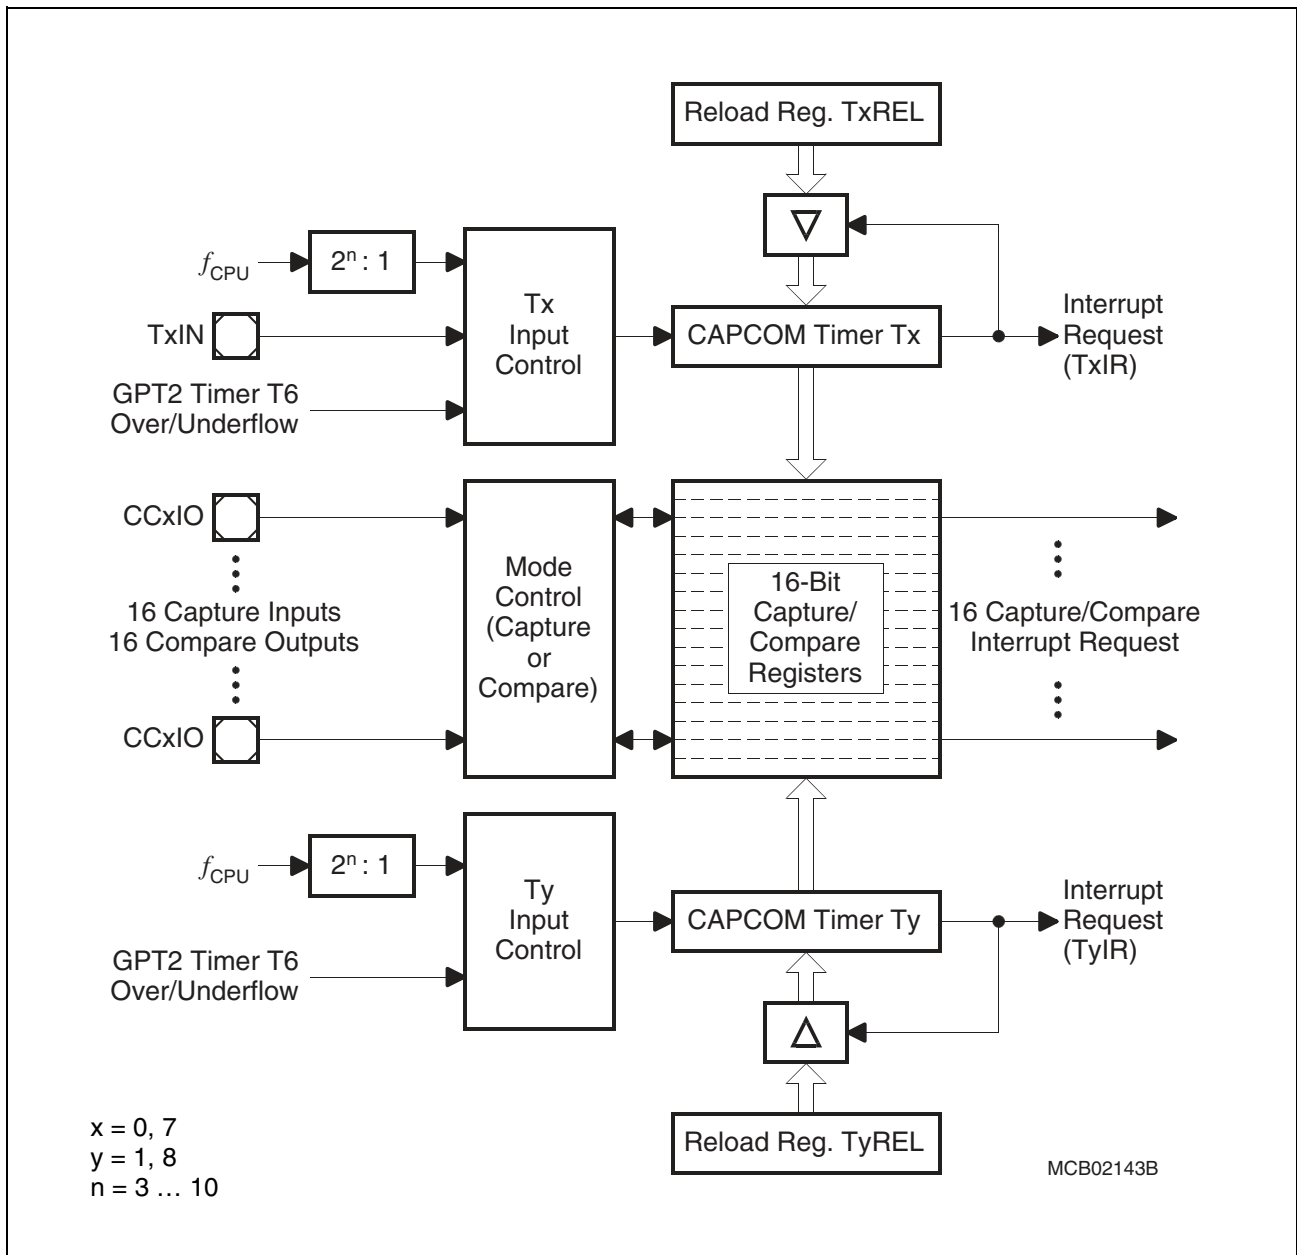 Reload Reg. TxREL
fCPU
2ⁿ : 1
TxIN
GPT2 Timer T6
Over/Underflow
Tx
Input
Control
CAPCOM Timer Tx
Interrupt
Request
(TxIR)
CCxIO
16 Capture Inputs
16 Compare Outputs
CCxIO
Mode
Control
(Capture
or
Compare)
16-Bit
Capture/
Compare
Registers
16 Capture/Compare
Interrupt Request
fCPU
2ⁿ : 1
GPT2 Timer T6
Over/Underflow
Ty
Input
Control
CAPCOM Timer Ty
Interrupt
Request
(TyIR)
Reload Reg. TyREL
x = 0, 7
y = 1, 8
n = 3 … 10
MCB02143B